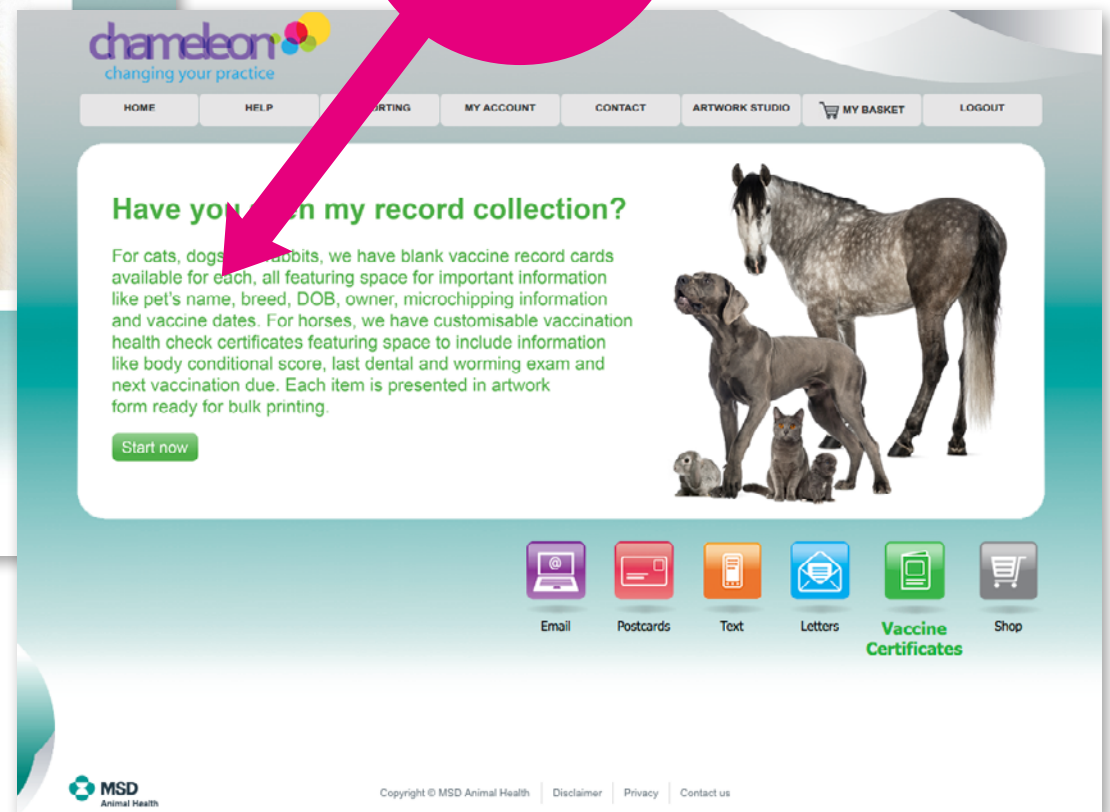 chameleon
changing your practice
HOME HELP ORTING MY ACCOUNT CONTACT ARTWORK STUDIO MY BASKET LOGOUT
Have you n my record collection?
For cats, dogs bbits, we have blank vaccine record cards
available for each, all featuring space for important information
like pet's name, breed, DOB, owner, microchipping information
and vaccine dates. For horses, we have customisable vaccination
health check certificates featuring space to include information
like body conditional score, last dental and worming exam and
next vaccination due. Each item is presented in artwork
form ready for bulk printing.
Start now
@
Email Postcards Text Letters Vaccine Shop
Certificates
MSD
Animal Health
Copyright © MSD Animal Health Disclaimer Privacy Contact us